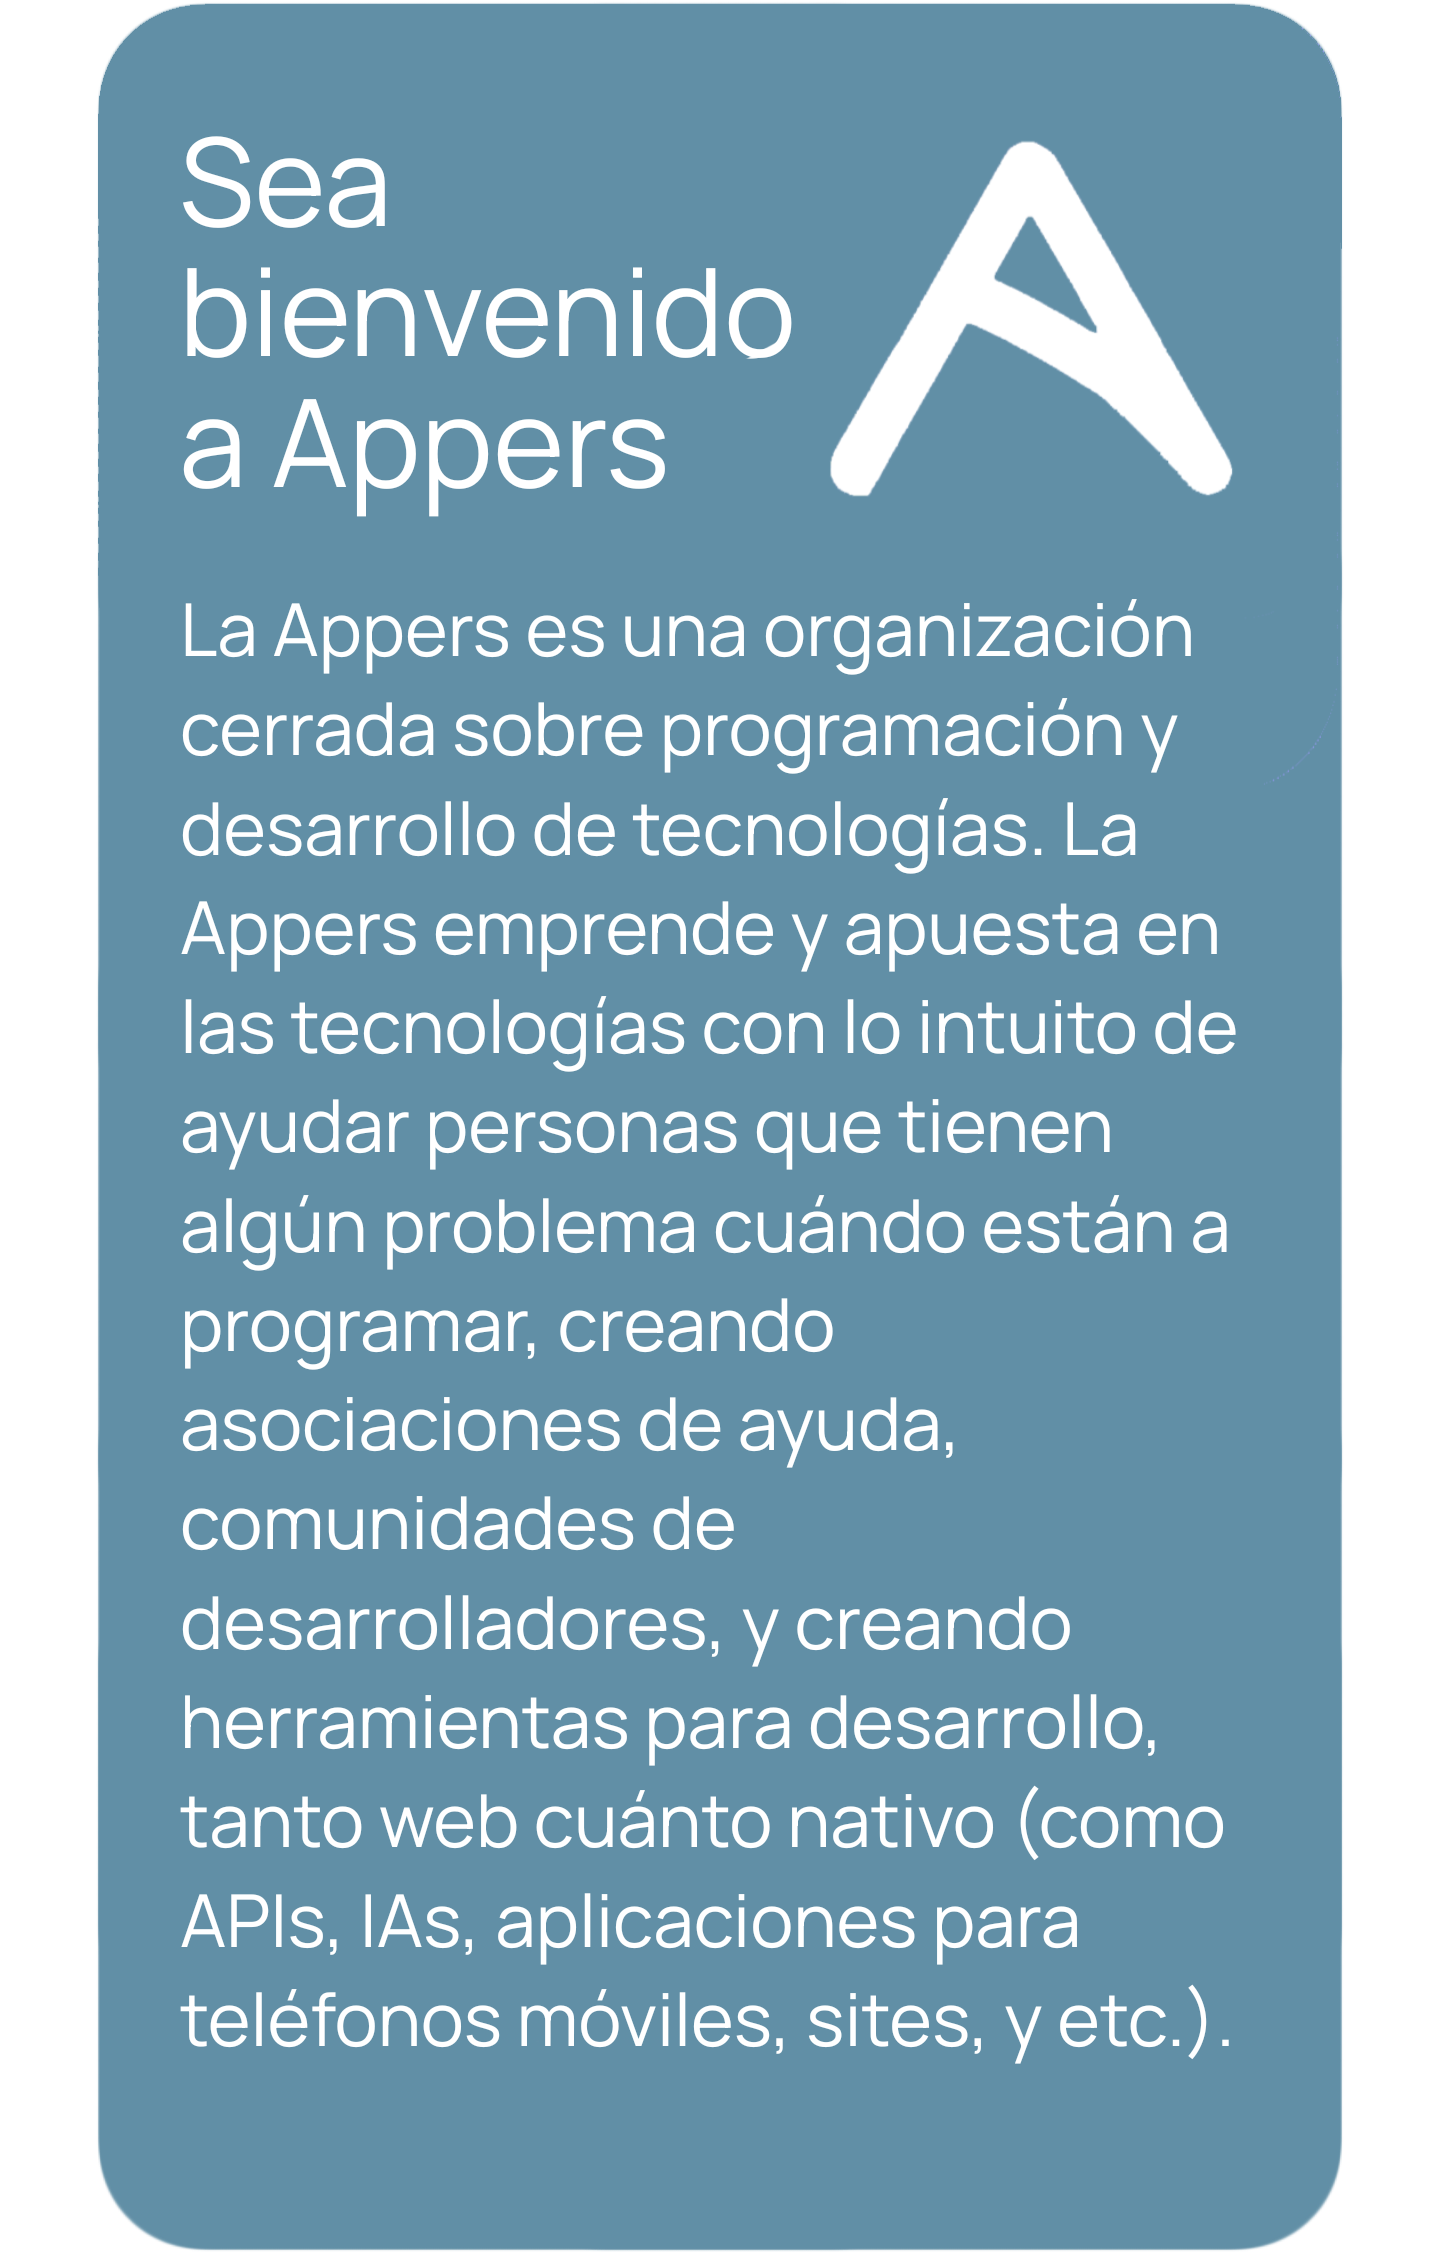 Sea
bienvenido
a Appers
La Appers es una organización
cerrada sobre programación y
desarrollo de tecnologías. La
Appers emprende y apuesta en
las tecnologías con lo intuito de
ayudar personas que tienen
algún problema cuándo están a
programar, creando
asociaciones de ayuda,
comunidades de
desarrolladores, y creando
herramientas para desarrollo,
tanto web cuánto nativo (como
APIs, IAs, aplicaciones para
teléfonos móviles, sites, y etc.).